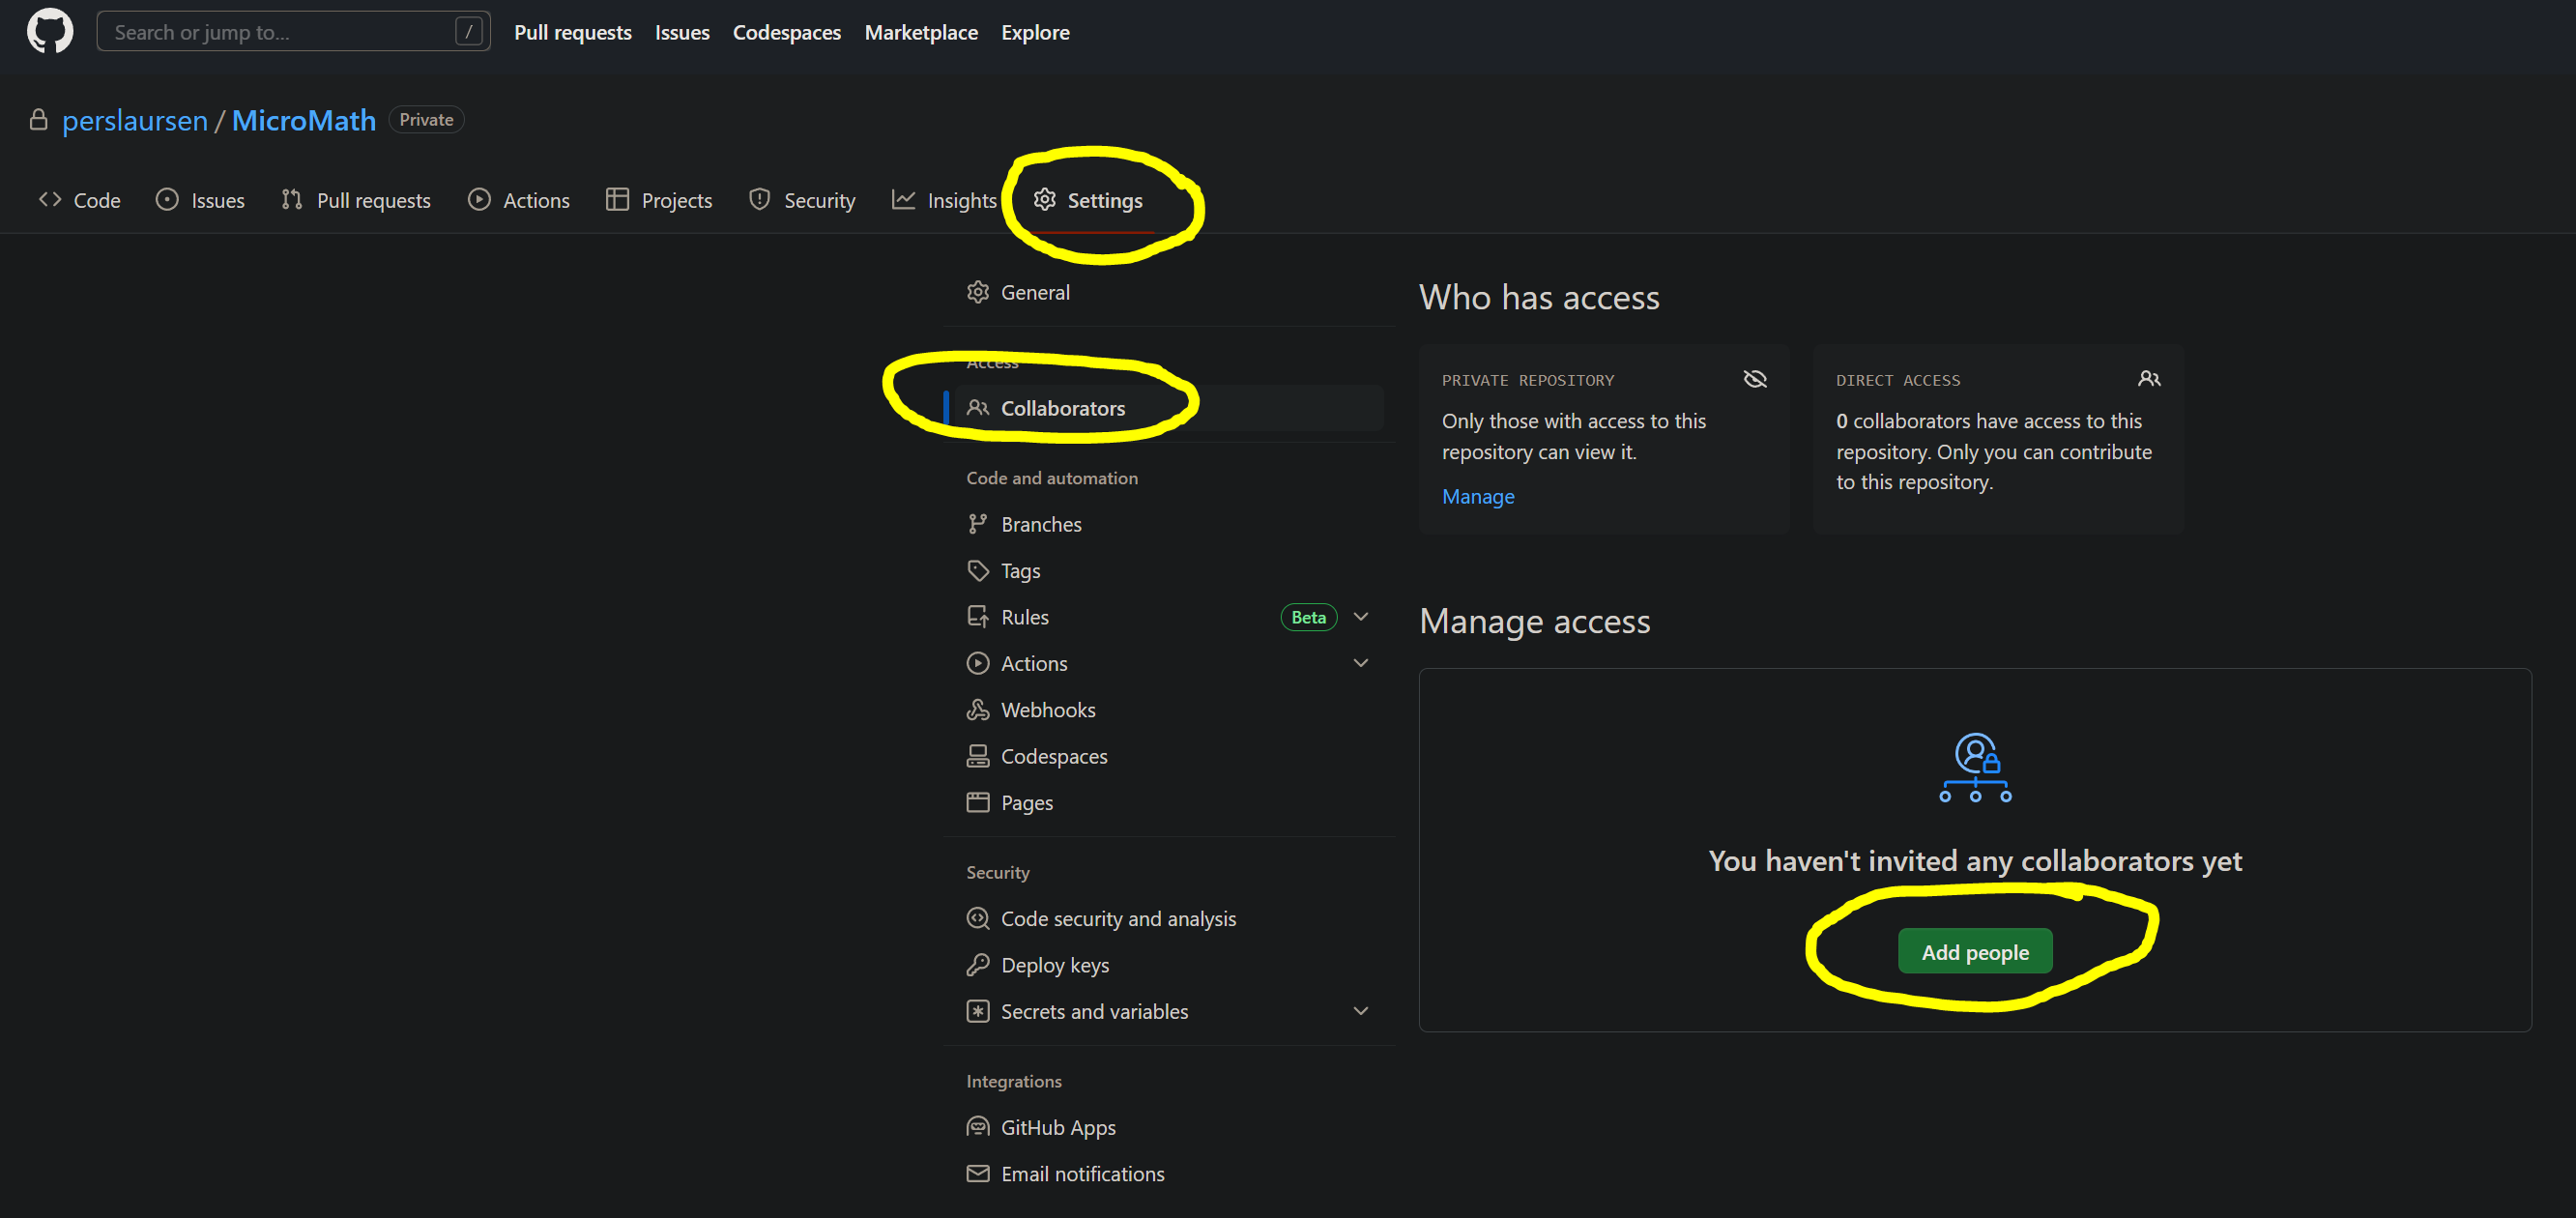 Search or jump to...
/
Pull requests
Issues
Codespaces
Marketplace
Explore
perslaursen / MicroMath
Private
Code
Issues
Pull requests
Actions
Projects
Security
Insights
Settings
General
Access
Collaborators
Code and automation
Branches
Tags
Rules
Beta
Actions
Webhooks
Codespaces
Pages
Security
Code security and analysis
Deploy keys
Secrets and variables
Integrations
GitHub Apps
Email notifications
Who has access
PRIVATE REPOSITORY
Only those with access to this
repository can view it.
Manage
DIRECT ACCESS
0 collaborators have access to this
repository. Only you can contribute
to this repository.
Manage access
You haven't invited any collaborators yet
Add people